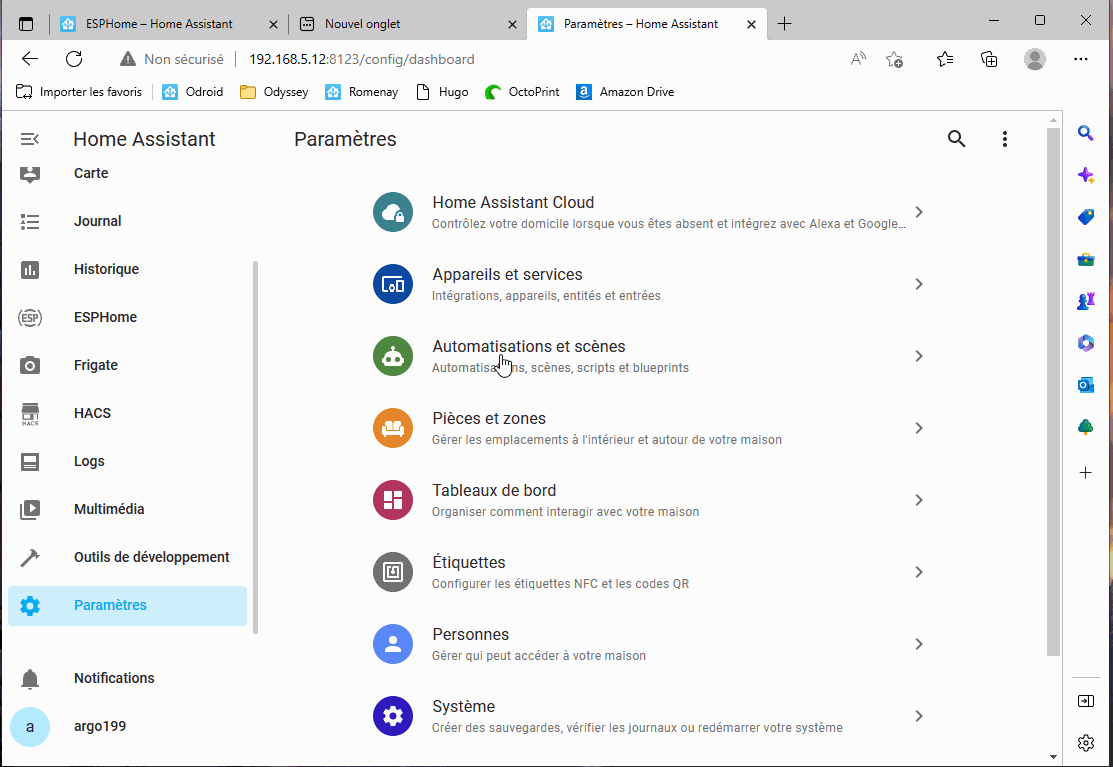 ESPHome – Home Assistant
Nouvel onglet
Paramètres – Home Assistant
Non sécurisé
192.168.5.12:8123/config/dashboard
Importer les favoris
Odroid
Odyssey
Romenay
Hugo
OctoPrint
Amazon Drive
Home Assistant
Carte
Journal
Historique
ESP
ESPHome
Frigate
HACS
HACS
Logs
Multimédia
Outils de développement
Paramètres
Notifications
a
argo199
Paramètres
Home Assistant Cloud
Contrôlez votre domicile lorsque vous êtes absent et intégrez avec Alexa et Google...
Appareils et services
Intégrations, appareils, entités et entrées
Automatisations et scènes
Automatisations, scènes, scripts et blueprints
Pièces et zones
Gérer les emplacements à l'intérieur et autour de votre maison
Tableaux de bord
Organiser comment interagir avec votre maison
Étiquettes
Configurer les étiquettes NFC et les codes QR
Personnes
Gérer qui peut accéder à votre maison
Système
Créer des sauvegardes, vérifier les journaux ou redémarrer votre système